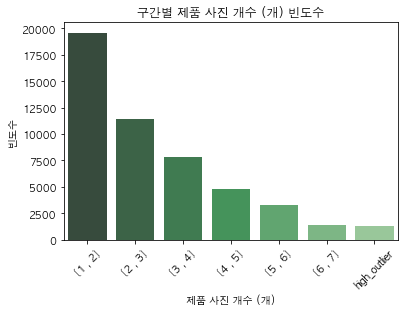 구간별 제품 사진 개수 (개) 빈도수
20000
17500
15000
12500
10000
7500
5000
2500
0
빈도수
(1 , 2)
(2 , 3)
(3 , 4)
(4 , 5)
(5 , 6)
(6 , 7)
hgh_outlier
제품 사진 개수 (개)